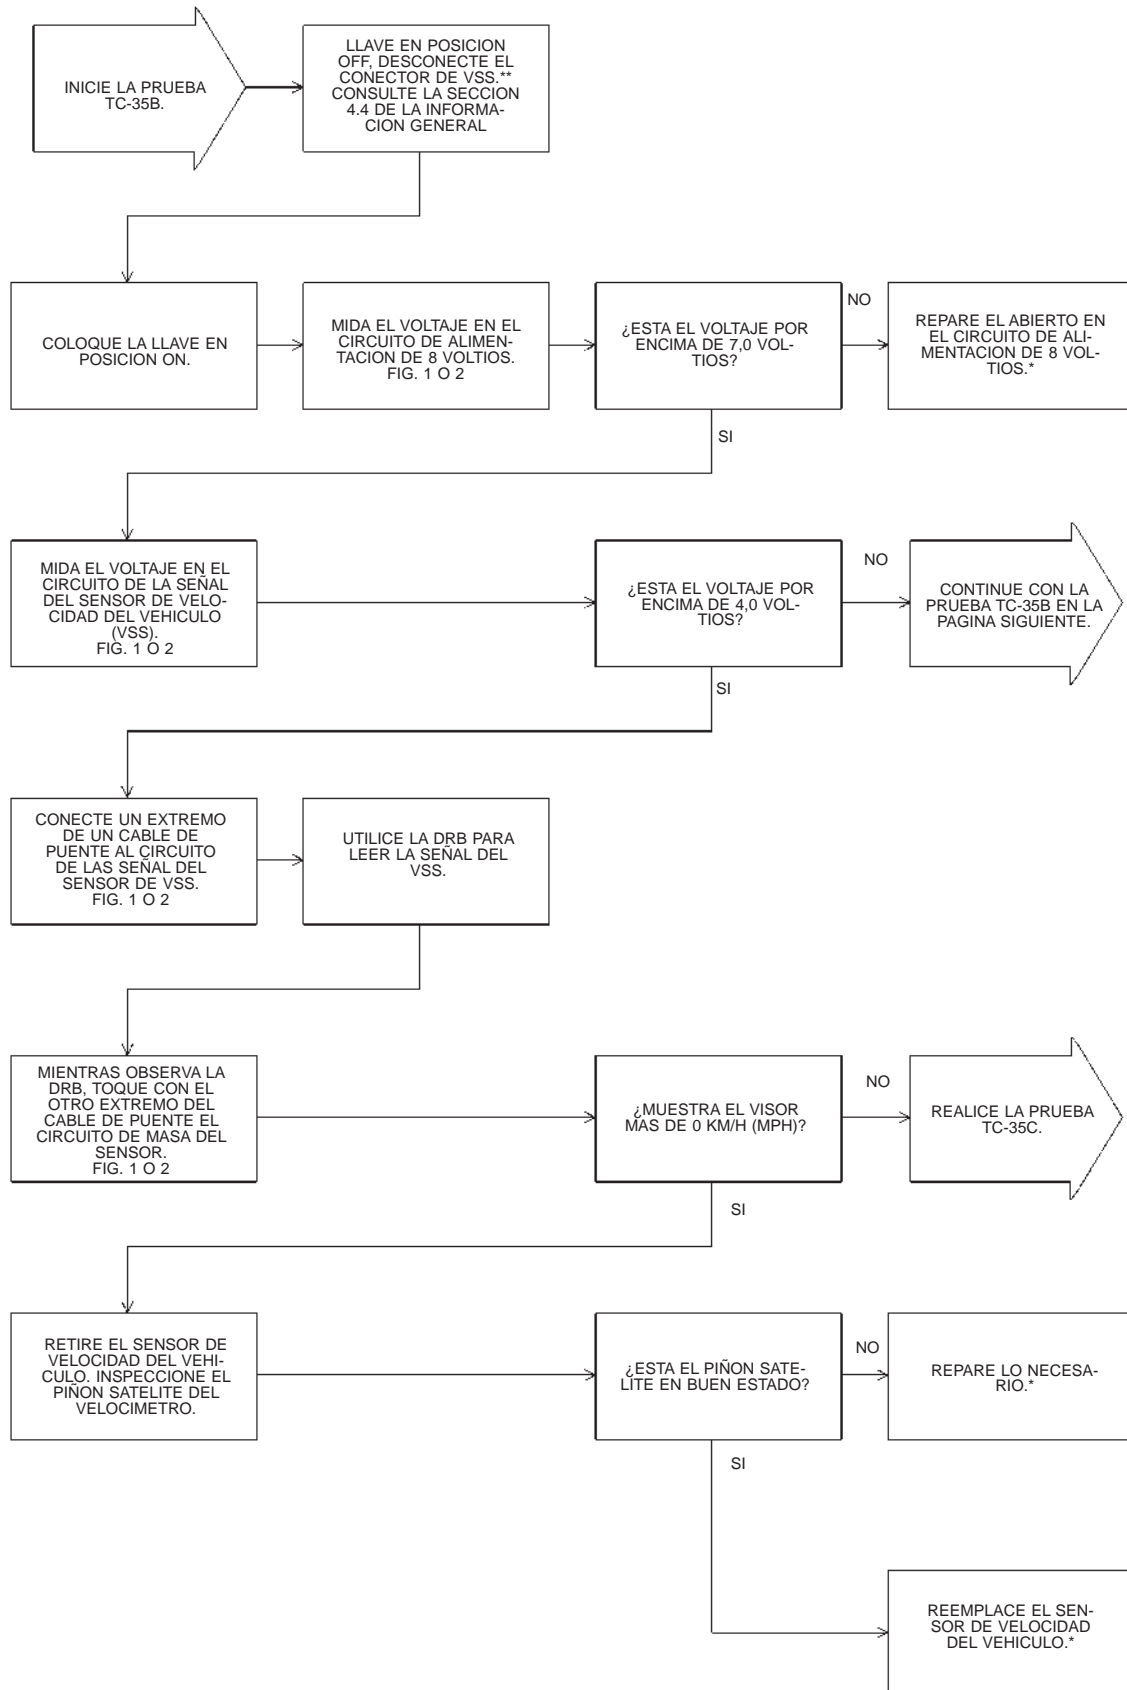 INICIE LA PRUEBA
TC-35B.
LLAVE EN POSICION
OFF, DESCONECTE EL
CONECTOR DE VSS.**
CONSULTE LA SECCION
4.4 DE LA INFORMA-
CION GENERAL
COLOQUE LA LLAVE EN
POSICION ON.
MIDA EL VOLTAJE EN EL
CIRCUITO DE ALIMEN-
TACION DE 8 VOLTIOS.
FIG. 1 O 2
¿ESTA EL VOLTAJE POR
ENCIMA DE 7,0 VOL-
TIOS?
NO
REPARE EL ABIERTO EN
EL CIRCUITO DE ALI-
MENTACION DE 8 VOL-
TIOS.*
SI
MIDA EL VOLTAJE EN EL
CIRCUITO DE LA SEÑAL
DEL SENSOR DE VELO-
CIDAD DEL VEHICULO
(VSS).
FIG. 1 O 2
¿ESTA EL VOLTAJE POR
ENCIMA DE 4,0 VOL-
TIOS?
NO
CONTINUE CON LA
PRUEBA TC-35B EN LA
PAGINA SIGUIENTE.
SI
CONECTE UN EXTREMO
DE UN CABLE DE
PUENTE AL CIRCUITO
DE LAS SEÑAL DEL
SENSOR DE VSS.
FIG. 1 O 2
UTILICE LA DRB PARA
LEER LA SEÑAL DEL
VSS.
MIENTRAS OBSERVA LA
DRB, TOQUE CON EL
OTRO EXTREMO DEL
CABLE DE PUENTE EL
CIRCUITO DE MASA DEL
SENSOR.
FIG. 1 O 2
¿MUESTRA EL VISOR
MAS DE 0 KM/H (MPH)?
NO
REALICE LA PRUEBA
TC-35C.
SI
RETIRE EL SENSOR DE
VELOCIDAD DEL VEHI-
CULO. INSPECCIONE EL
PIÑON SATELITE DEL
VELOCIMETRO.
¿ESTA EL PIÑON SATE-
LITE EN BUEN ESTADO?
NO
REPARE LO NECESA-
RIO.*
SI
REEMPLACE EL SEN-
SOR DE VELOCIDAD
DEL VEHICULO.*